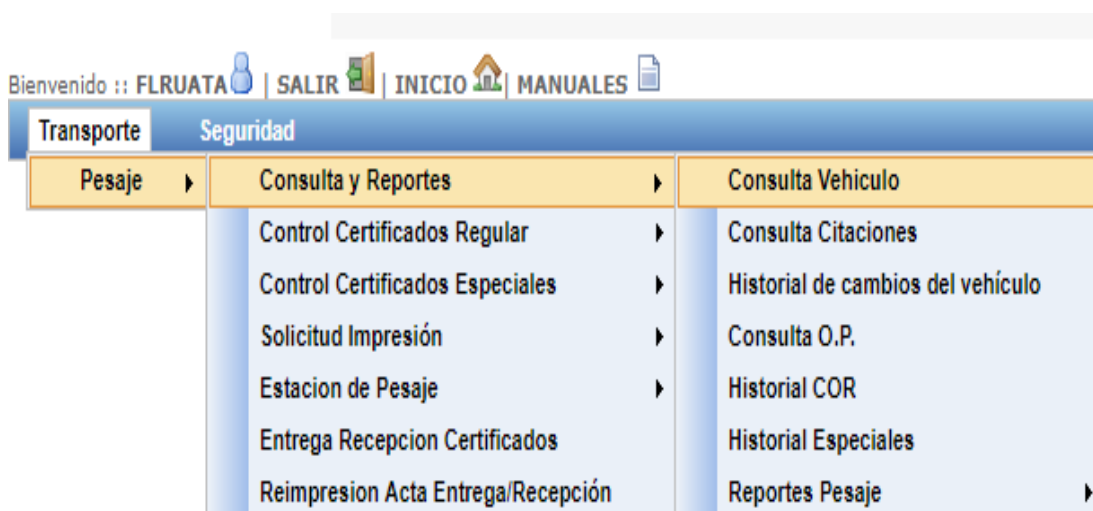 Bienvenido :: FLRUATA | SALIR | INICIO | MANUALES
Transporte Seguridad
Pesaje Consulta y Reportes Consulta Vehiculo
Control Certificados Regular Consulta Citaciones
Control Certificados Especiales Historial de cambios del vehículo
Solicitud Impresión Consulta O.P.
Estacion de Pesaje Historial COR
Entrega Recepcion Certificados Historial Especiales
Reimpresion Acta Entrega/Recepción Reportes Pesaje